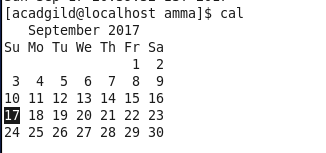 [acadgild@localhost amma]$ cal
September 2017
Su Mo Tu We Th Fr Sa
1 2
3 4 5 6 7 8 9
10 11 12 13 14 15 16
17 18 19 20 21 22 23
24 25 26 27 28 29 30